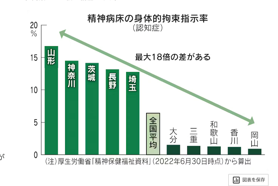 精神病床の身体的拘束指示率
(認知症)
20
%
15
10
5
0
最大18倍の差がある
山形
神奈川
茨城
長野
埼玉
全国平均
大分
三重
和歌山
香川
岡山
(注)厚生労働省「精神保健福祉資料」(2022年6月30日時点)から算出
が
図表を保存